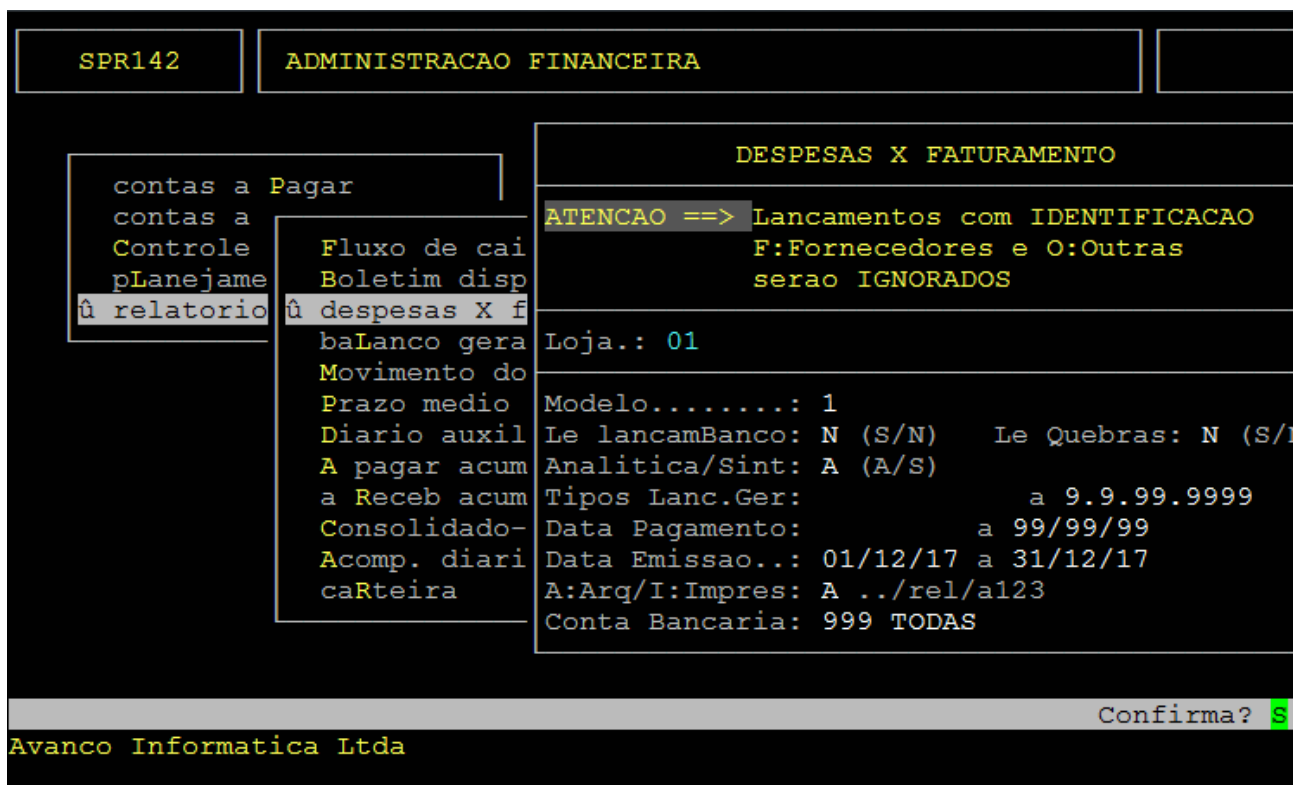 SPR142 ADMINISTRACAO FINANCEIRA
DESPESAS X FATURAMENTO
ATENCAO ==> Lancamentos com IDENTIFICACAO
F:Fornecedores e O:Outras
serao IGNORADOS
contas a Pagar
contas a
Controle
pLanejame
û relatorio
Fluxo de cai
Boletim disp
û despesas X f
baLanco gera
Movimento do
Prazo medio
Diario auxil
A pagar acum
a Receb acum
Consolidado-
Acomp. diari
caRteira
Loja.: 01
Modelo........: 1
Le lancamBanco: N (S/N) Le Quebras: N (S/N
Analitica/Sint: A (A/S)
Tipos Lanc.Ger: a 9.9.99.9999
Data Pagamento: a 99/99/99
Data Emissao..: 01/12/17 a 31/12/17
A:Arq/I:Impres: A ../rel/a123
Conta Bancaria: 999 TODAS
Confirma? S
Avanco Informatica Ltda